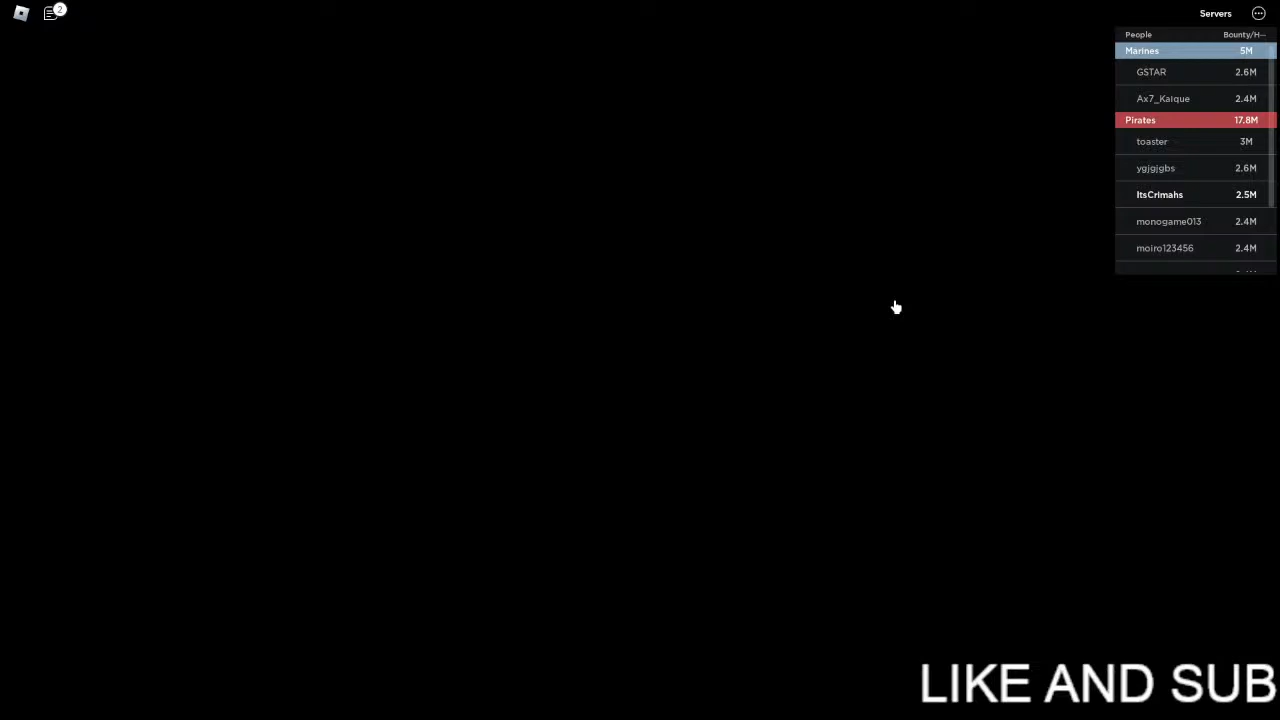 2
Servers
People Bounty/H--
Marines 5M
GSTAR 2.6M
Ax7_Kaique 2.4M
Pirates 17.8M
toaster 3M
ygjgjgbs 2.6M
ItsCrimahs 2.5M
monogame013 2.4M
moiro123456 2.4M
LIKE AND SUB